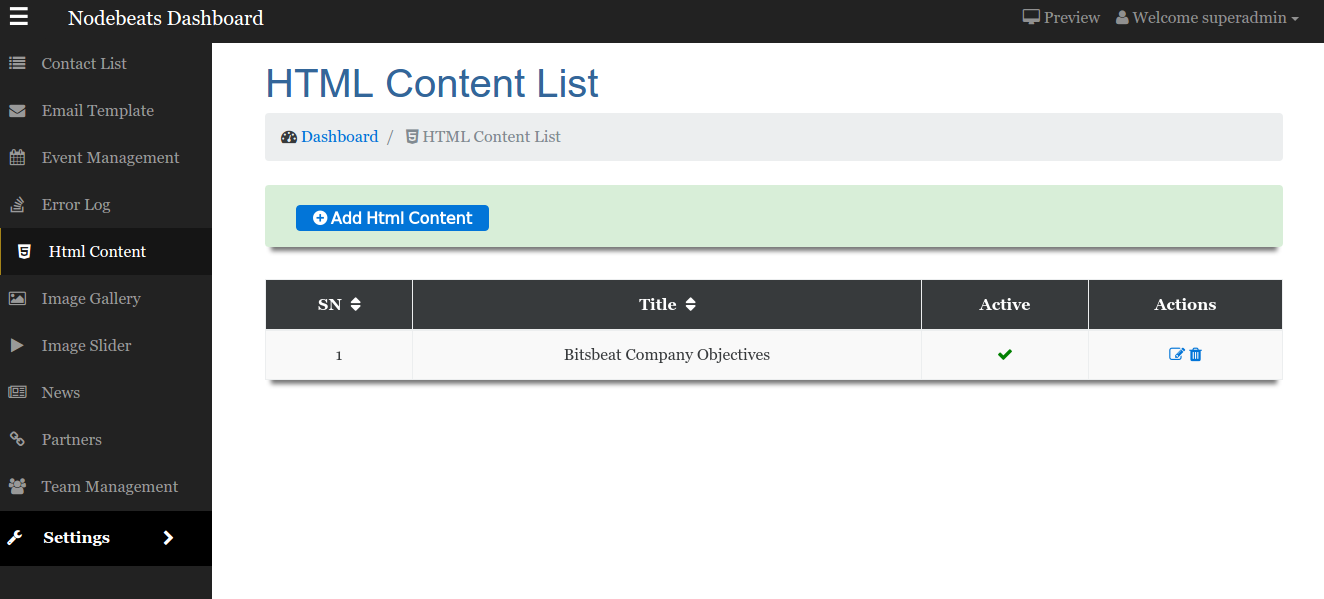 Nodebeats Dashboard
Preview
Welcome superadmin
Contact List
Email Template
Event Management
Error Log
Html Content
Image Gallery
Image Slider
News
Partners
Team Management
Settings
HTML Content List
Dashboard / HTML Content List
Add Html Content
SN Title Active Actions
1 Bitsbeat Company Objectives